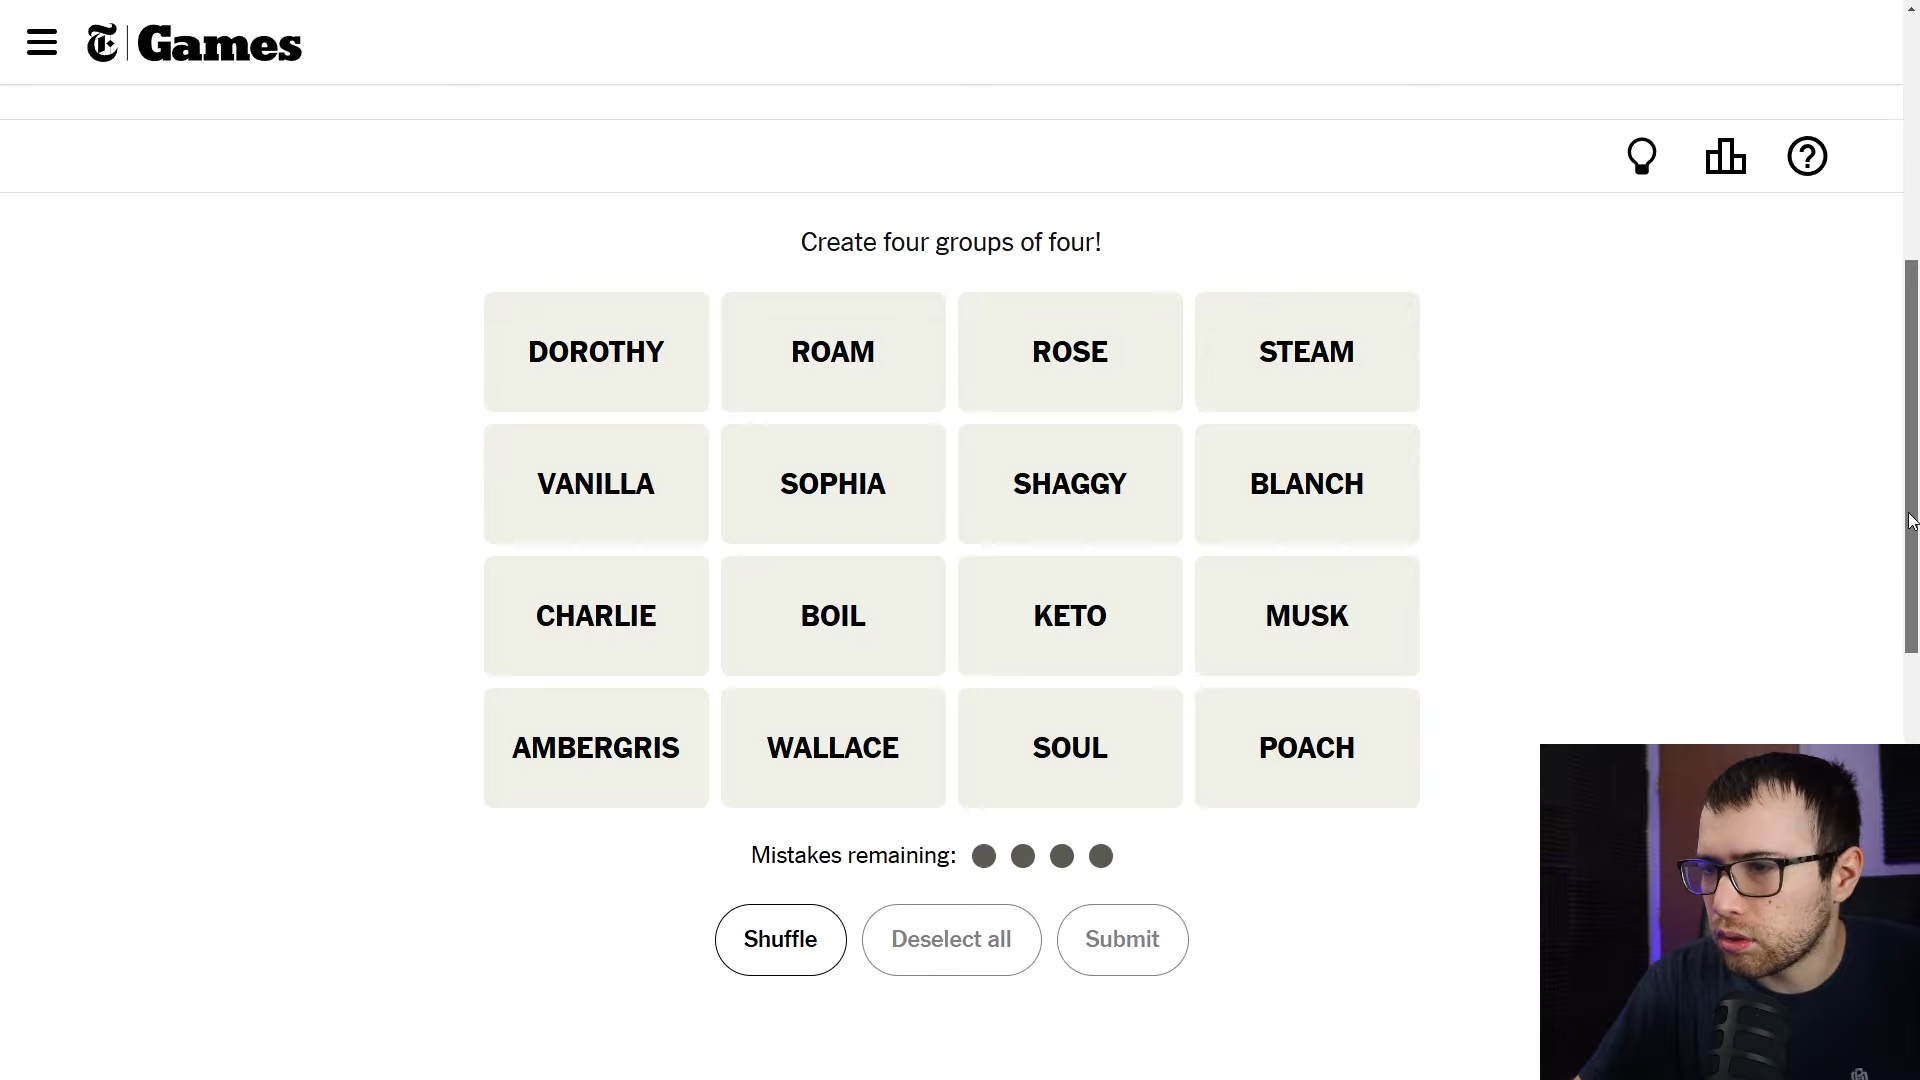 Games
Create four groups of four!
DOROTHY ROAM ROSE STEAM
VANILLA SOPHIA SHAGGY BLANCH
CHARLIE BOIL KETO MUSK
AMBERGRIS WALLACE SOUL POACH
Mistakes remaining:
Shuffle Deselect all Submit